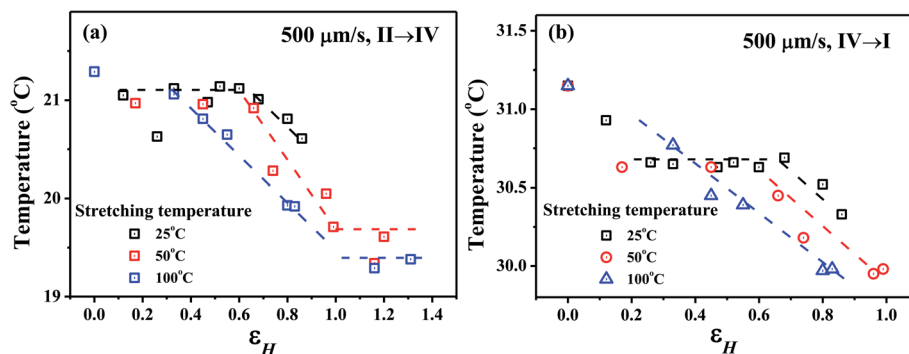 (a) 500 μm/s, II→IV
Temperature (°C)
21
20
19
Stretching temperature
25°C
50°C
100°C
0.0 0.2 0.4 0.6 0.8 1.0 1.2 1.4
ε_H
(b) 500 μm/s, IV→I
Temperature (°C)
31.5
31.0
30.5
30.0
Stretching temperature
25°C
50°C
100°C
0.0 0.2 0.4 0.6 0.8 1.0
ε_H